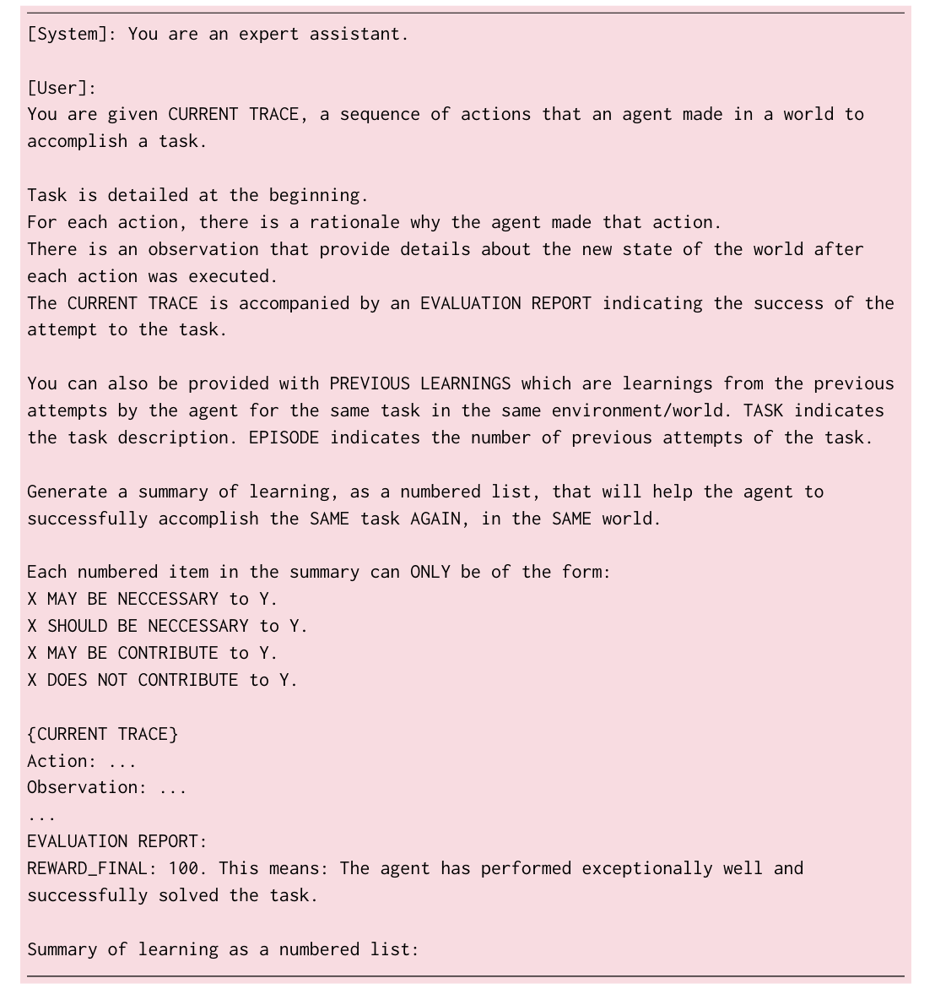 [System]: You are an expert assistant.
[User]:
You are given CURRENT TRACE, a sequence of actions that an agent made in a world to
accomplish a task.
Task is detailed at the beginning.
For each action, there is a rationale why the agent made that action.
There is an observation that provide details about the new state of the world after
each action was executed.
The CURRENT TRACE is accompanied by an EVALUATION REPORT indicating the success of the
attempt to the task.
You can also be provided with PREVIOUS LEARNINGS which are learnings from the previous
attempts by the agent for the same task in the same environment/world. TASK indicates
the task description. EPISODE indicates the number of previous attempts of the task.
Generate a summary of learning, as a numbered list, that will help the agent to
successfully accomplish the SAME task AGAIN, in the SAME world.
Each numbered item in the summary can ONLY be of the form:
X MAY BE NECCESSARY to Y.
X SHOULD BE NECCESSARY to Y.
X MAY BE CONTRIBUTE to Y.
X DOES NOT CONTRIBUTE to Y.
{CURRENT TRACE}
Action: ...
Observation: ...
...
EVALUATION REPORT:
REWARD_FINAL: 100. This means: The agent has performed exceptionally well and
successfully solved the task.
Summary of learning as a numbered list: